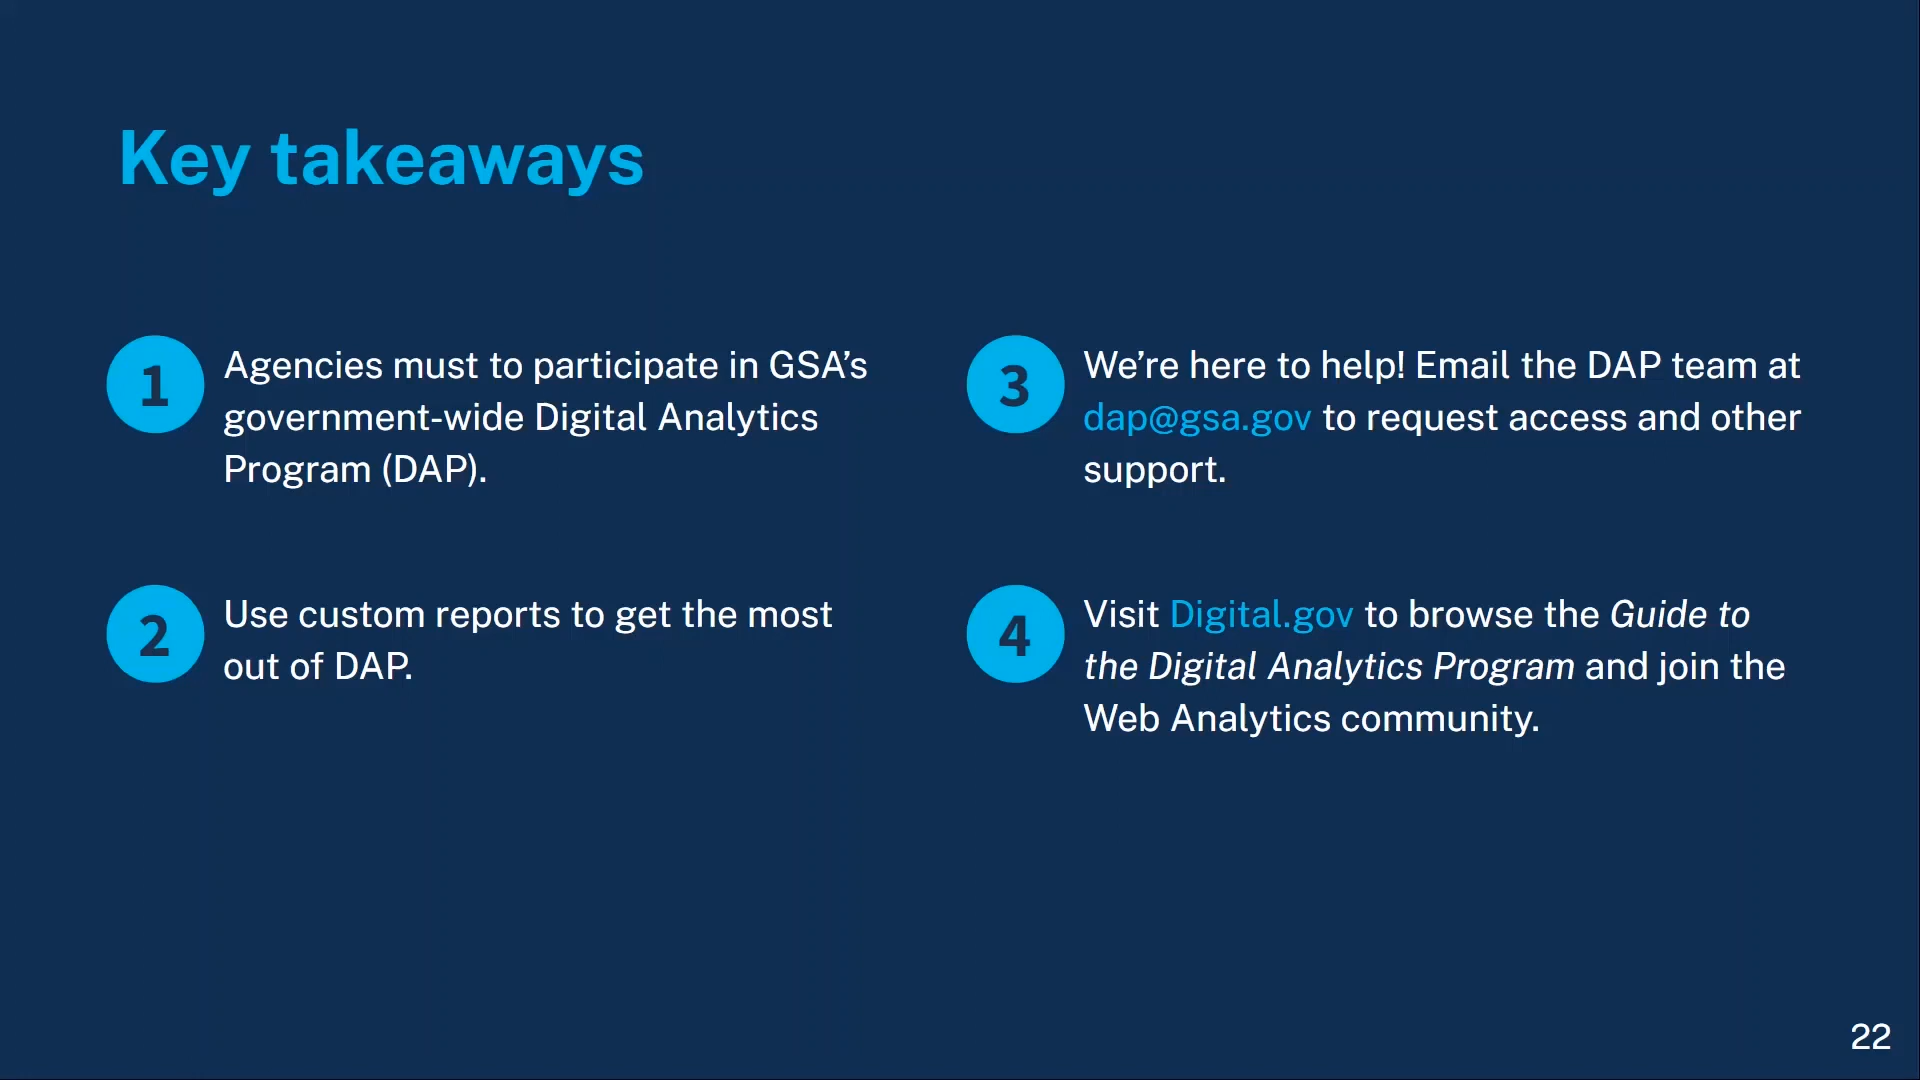 Key takeaways
1
Agencies must to participate in GSA’s
government-wide Digital Analytics
Program (DAP).
2
Use custom reports to get the most
out of DAP.
3
We’re here to help! Email the DAP team at
dap@gsa.gov to request access and other
support.
4
Visit Digital.gov to browse the Guide to
the Digital Analytics Program and join the
Web Analytics community.
22